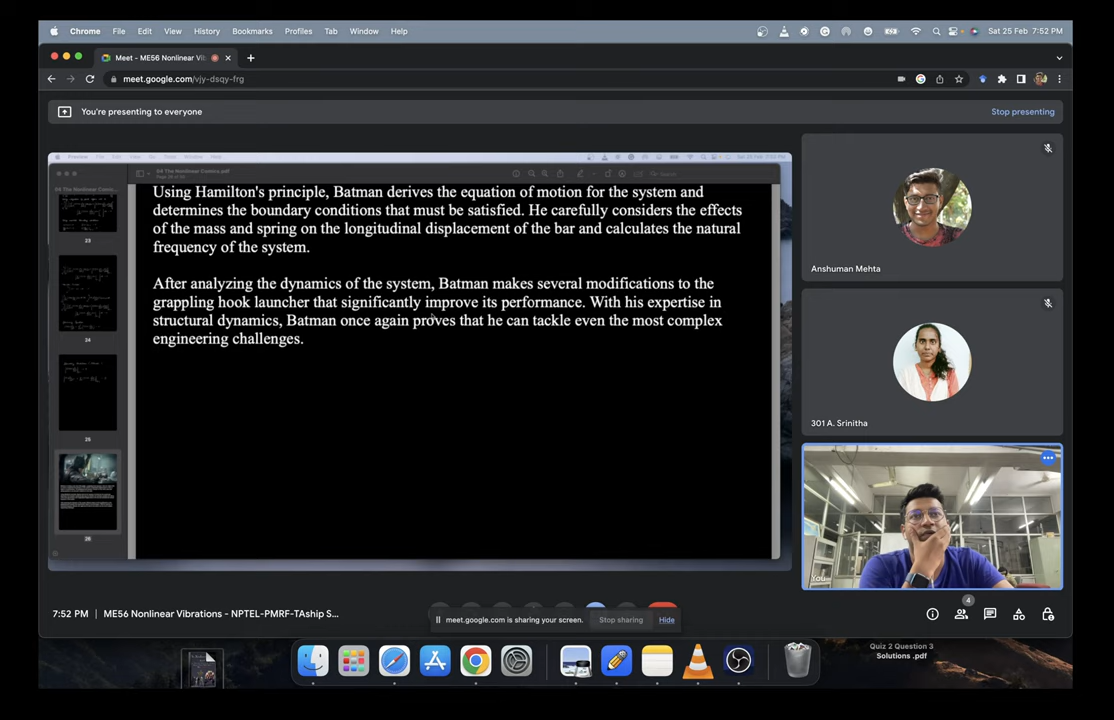 Chrome File Edit View History Bookmarks Profiles Tab Window Help
Sat 25 Feb 7:52 PM
Meet - ME56 Nonlinear Vib
meet.google.com/vjy-dsqy-frg
You're presenting to everyone
Stop presenting
04 The Nonlinear Comics.pdf
Using Hamilton's principle, Batman derives the equation of motion for the system and
determines the boundary conditions that must be satisfied. He carefully considers the effects
of the mass and spring on the longitudinal displacement of the bar and calculates the natural
frequency of the system.
After analyzing the dynamics of the system, Batman makes several modifications to the
grappling hook launcher that significantly improve its performance. With his expertise in
structural dynamics, Batman once again proves that he can tackle even the most complex
engineering challenges.
23
24
25
26
Anshuman Mehta
301 A. Srinitha
You
7:52 PM | ME56 Nonlinear Vibrations - NPTEL-PMRF-TAship S...
4
meet.google.com is sharing your screen.
Stop sharing
Hide
Quiz 2 Question 3
Solutions .pdf